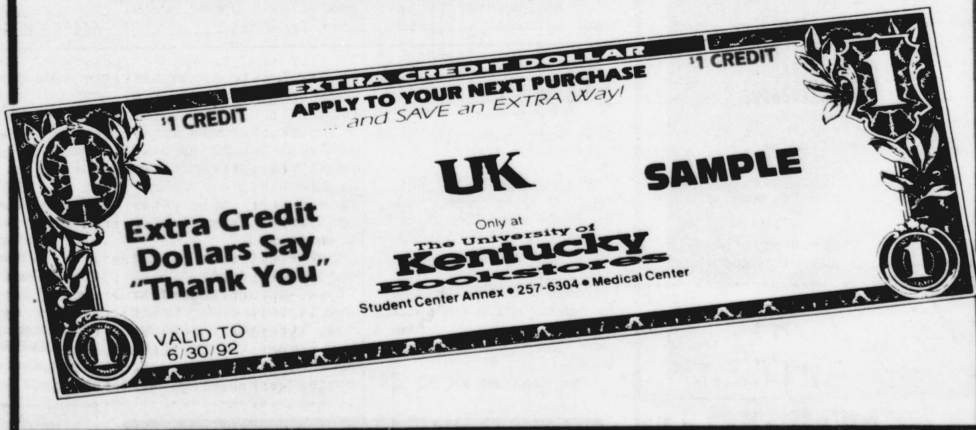 EXTRA CREDIT DOLLAR
$1 CREDIT
APPLY TO YOUR NEXT PURCHASE
$1 CREDIT
... and SAVE an EXTRA Way!
1
1
UK
SAMPLE
Extra Credit
Dollars Say
"Thank You"
Only at
The University of
Kentucky
Bookstores
Student Center Annex • 257-6304 • Medical Center
VALID TO
6/30/92
1
1